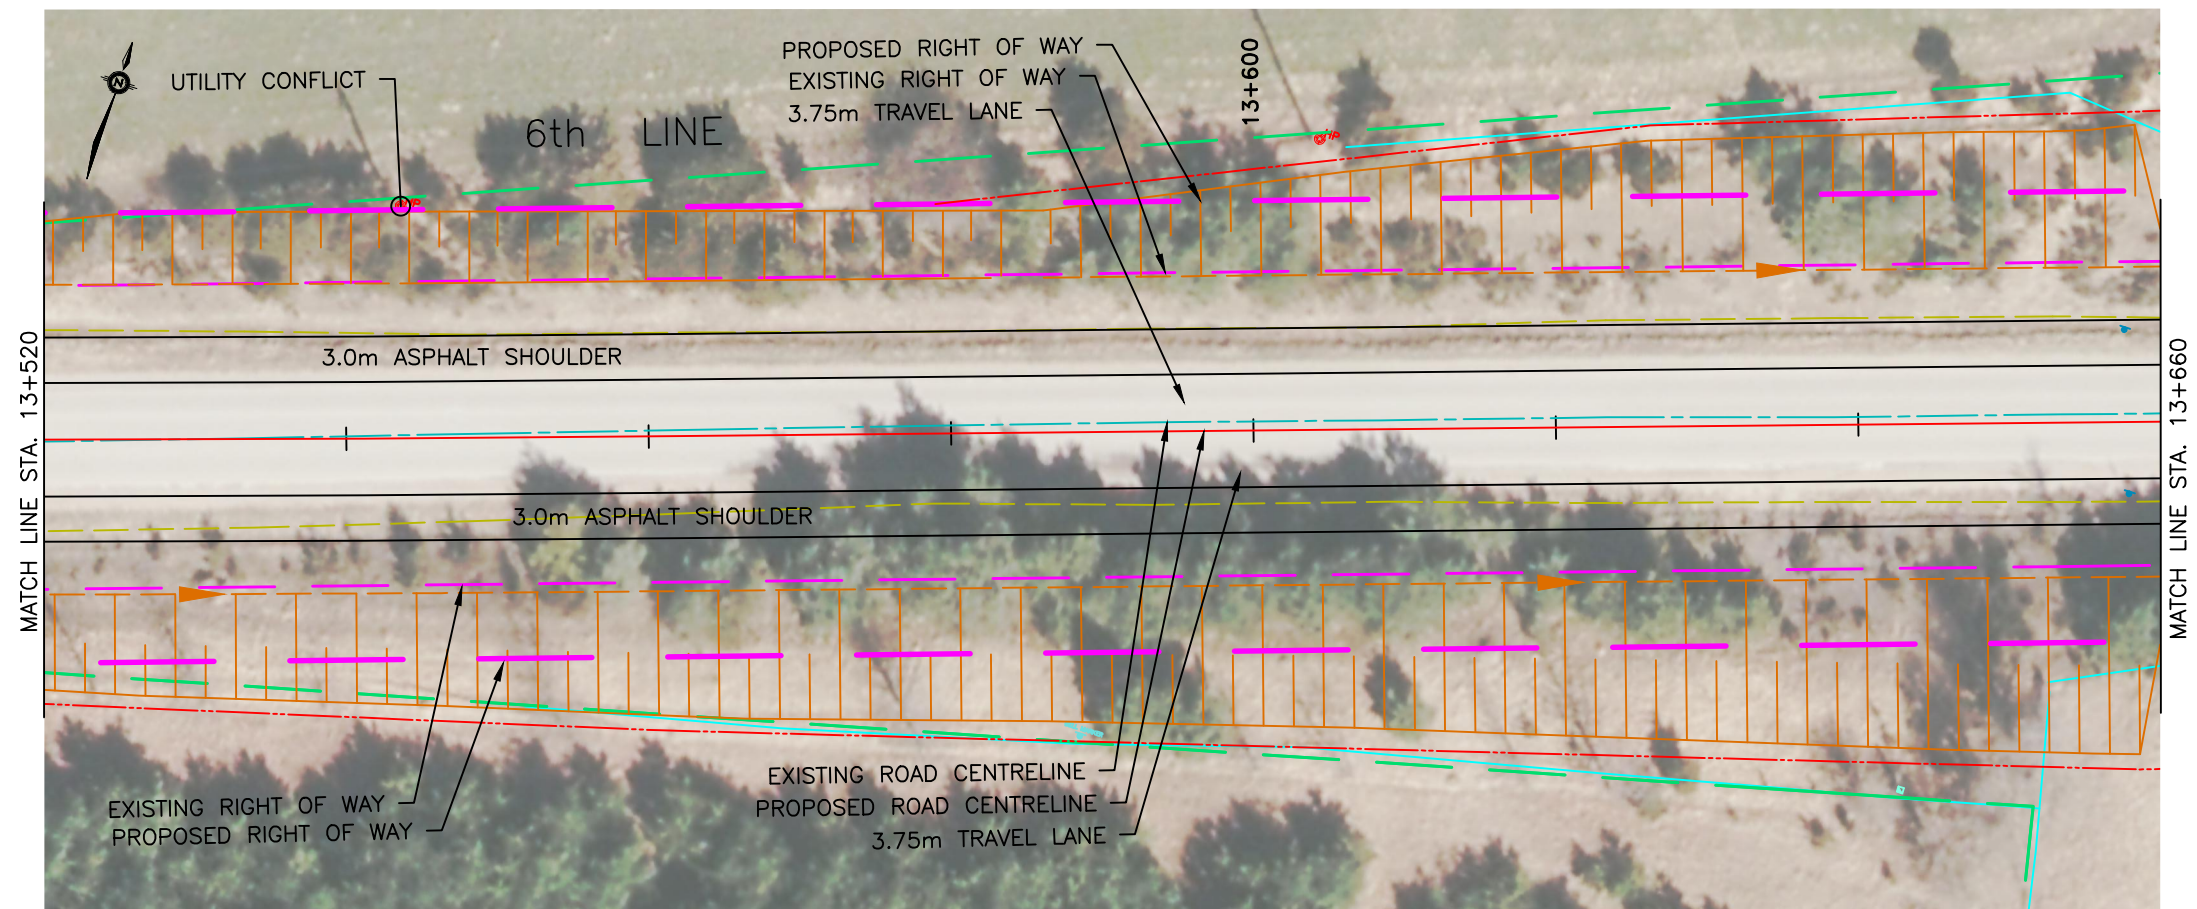 PROPOSED RIGHT OF WAY
EXISTING RIGHT OF WAY
3.75m TRAVEL LANE
13+600
UTILITY CONFLICT
N
6th LINE
3.0m ASPHALT SHOULDER
MATCH LINE STA. 13+520
MATCH LINE STA. 13+660
3.0m ASPHALT SHOULDER
EXISTING ROAD CENTRELINE
PROPOSED ROAD CENTRELINE
3.75m TRAVEL LANE
EXISTING RIGHT OF WAY
PROPOSED RIGHT OF WAY